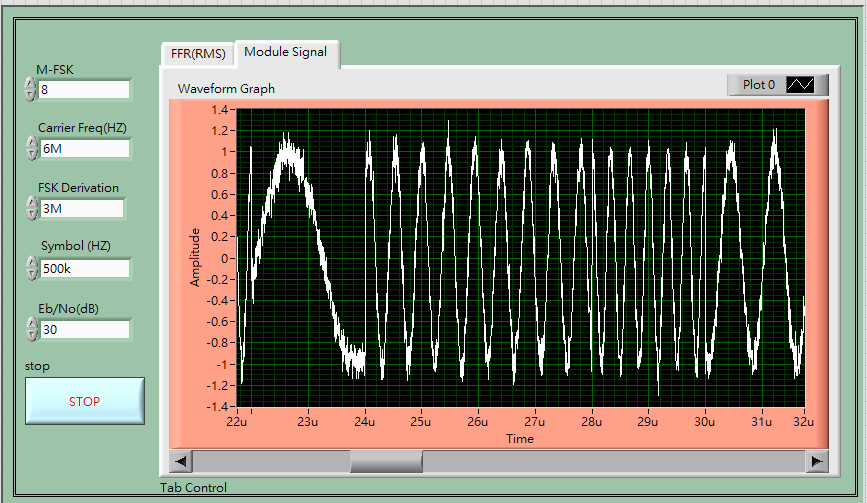 M-FSK
8
Carrier Freq(HZ)
6M
FSK Derivation
3M
Symbol (HZ)
500k
Eb/No(dB)
30
stop
STOP
FFR(RMS)
Module Signal
Waveform Graph
Plot 0
Amplitude
1.4
1.2
1
0.8
0.6
0.4
0.2
0
-0.2
-0.4
-0.6
-0.8
-1
-1.2
-1.4
22u 23u 24u 25u 26u 27u 28u 29u 30u 31u 32u
Time
Tab Control